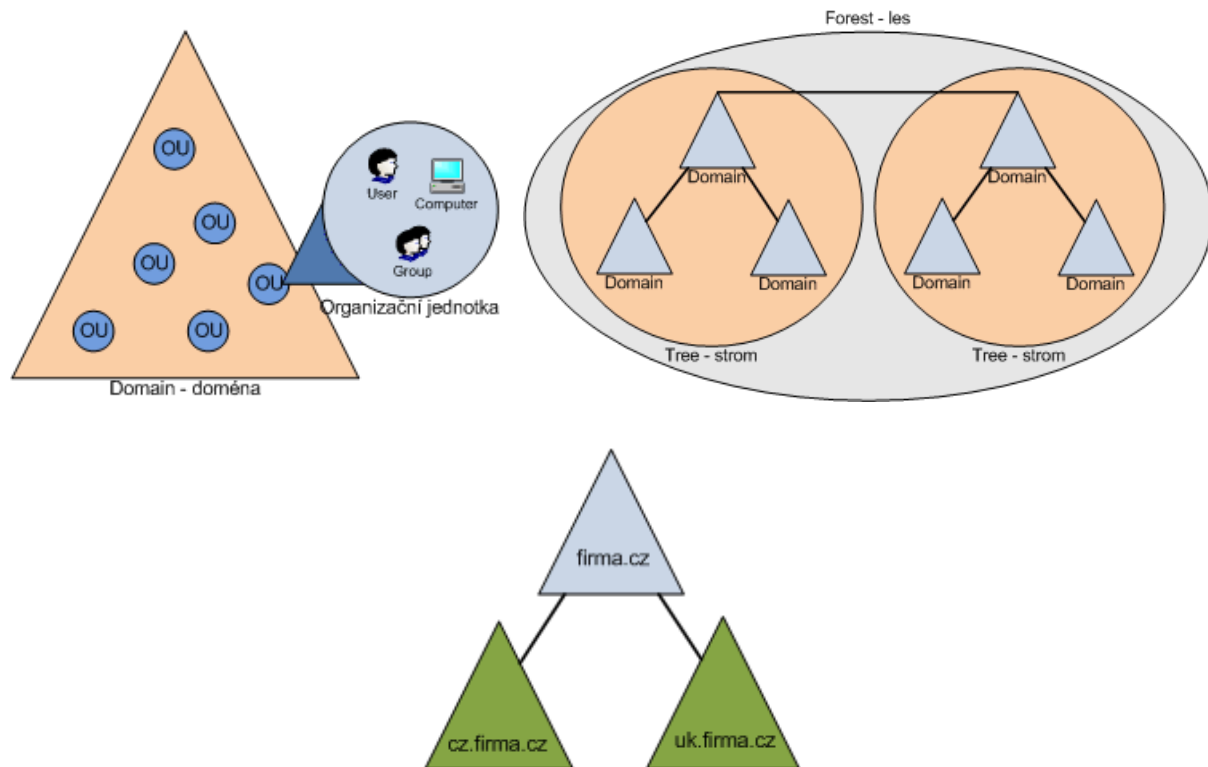 OU
OU
OU
OU
OU
OU
Domain - doména
User
Computer
Group
Organizační jednotka
Forest - les
Domain
Domain
Domain
Tree - strom
Domain
Domain
Domain
Tree - strom
firma.cz
cz.firma.cz
uk.firma.cz